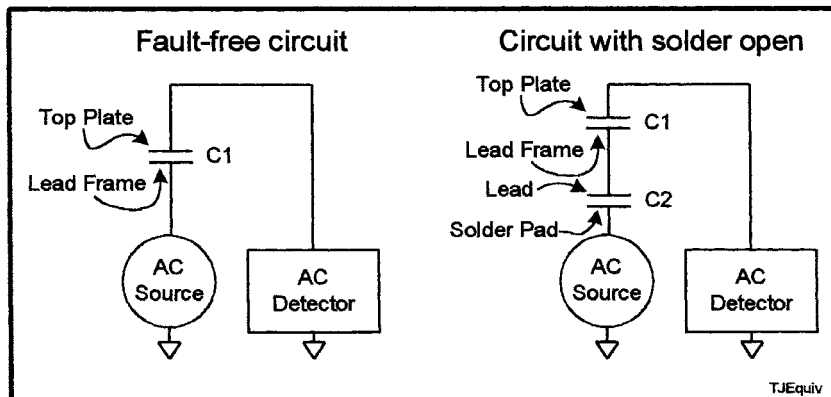 Fault-free circuit
Top Plate
C1
Lead Frame
AC
Source
AC
Detector
Circuit with solder open
Top Plate
C1
Lead Frame
Lead
C2
Solder Pad
AC
Source
AC
Detector
TJEquiv